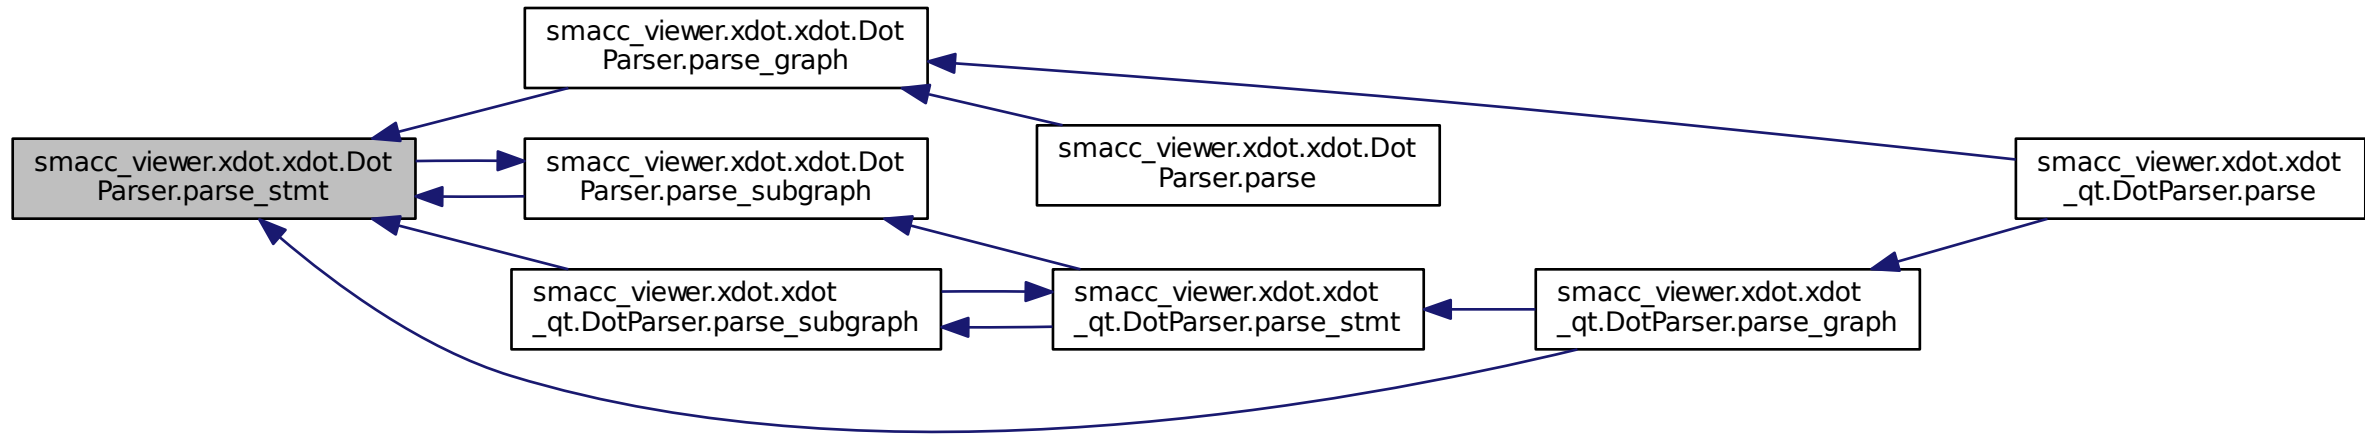 smacc_viewer.xdot.xdot.Dot
Parser.parse_graph
smacc_viewer.xdot.xdot.Dot
Parser.parse_stmt
smacc_viewer.xdot.xdot.Dot
Parser.parse_subgraph
smacc_viewer.xdot.xdot.Dot
Parser.parse
smacc_viewer.xdot.xdot
_qt.DotParser.parse
smacc_viewer.xdot.xdot
_qt.DotParser.parse_subgraph
smacc_viewer.xdot.xdot
_qt.DotParser.parse_stmt
smacc_viewer.xdot.xdot
_qt.DotParser.parse_graph